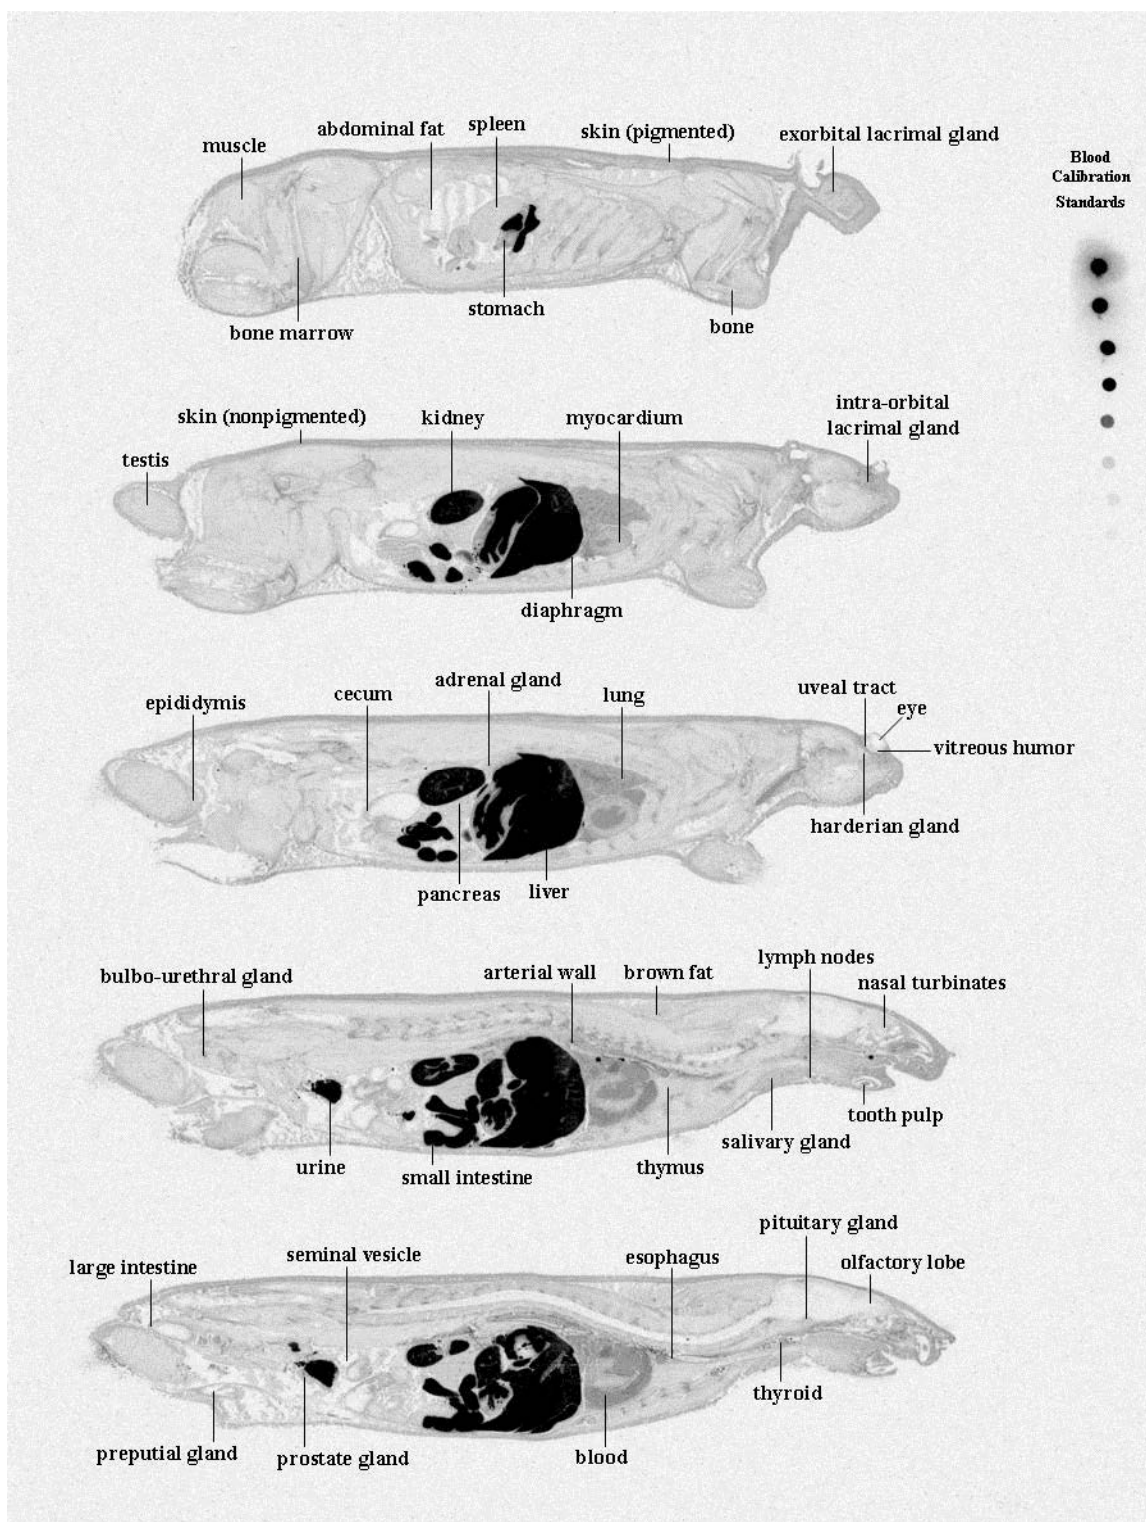 abdominal fat
spleen
skin (pigmented)
exorbital lacrimal gland
muscle
Blood
Calibration
Standards
stomach
bone marrow
bone
skin (nonpigmented)
kidney
myocardium
intra-orbital
lacrimal gland
testis
diaphragm
epididymis
cecum
adrenal gland
lung
uveal tract
eye
vitreous humor
harderian gland
pancreas
liver
bulbo-urethral gland
arterial wall
brown fat
lymph nodes
nasal turbinates
tooth pulp
salivary gland
urine
small intestine
thymus
large intestine
seminal vesicle
esophagus
pituitary gland
olfactory lobe
thyroid
preputial gland
prostate gland
blood